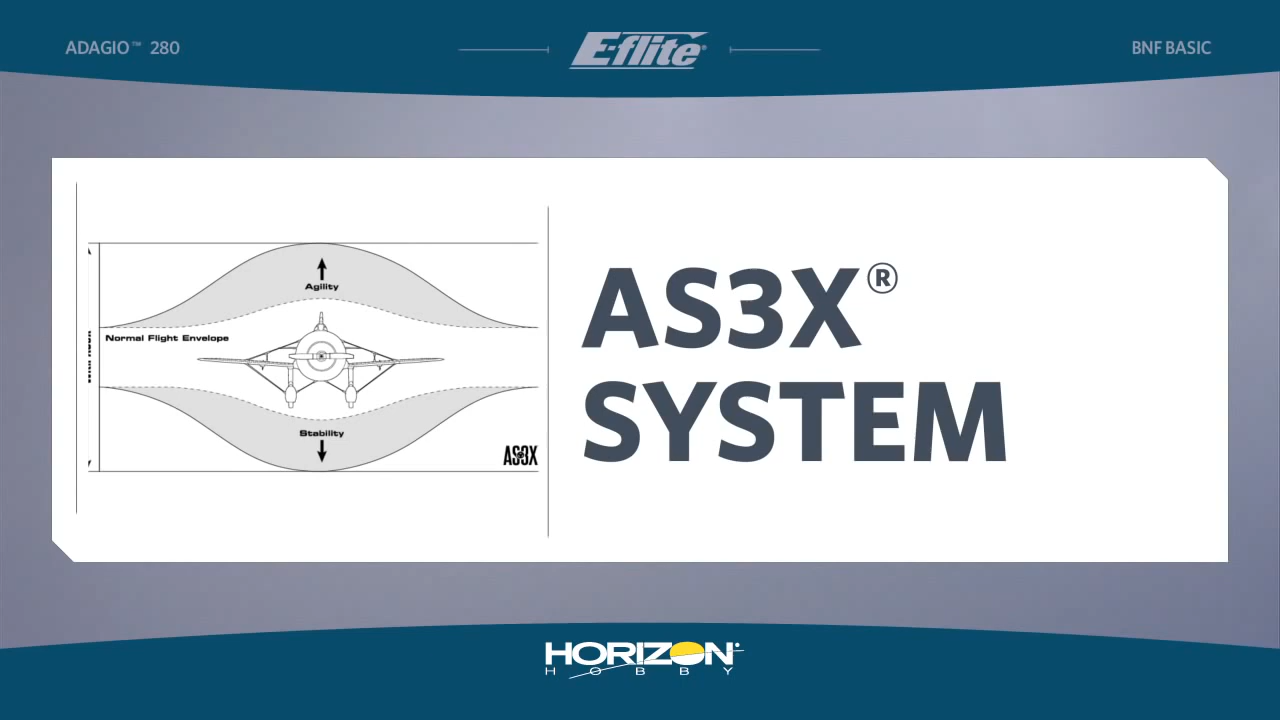 ADAGIO™ 280
E-flite®
BNF BASIC
Agility
Normal Flight Envelope
Stability
AS3X
AS3X®
SYSTEM
HORIZON
HOBBY